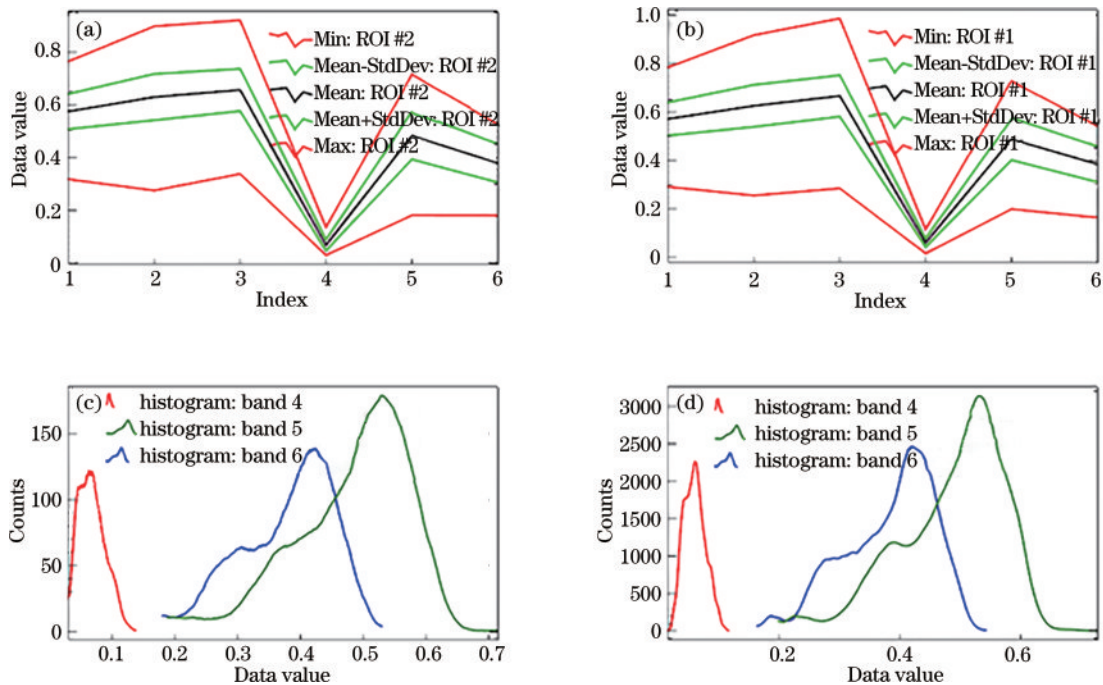 (a)
Data value
0.8
0.6
0.4
0.2
0
Min: ROI #2
Mean-StdDev: ROI #2
Mean: ROI #2
Mean+StdDev: ROI #2
Max: ROI #2
1 2 3 4 5 6
Index
(b)
Data value
1.0
0.8
0.6
0.4
0.2
0
Min: ROI #1
Mean-StdDev: ROI #1
Mean: ROI #1
Mean+StdDev: ROI #1
Max: ROI #1
1 2 3 4 5 6
Index
(c)
Counts
150
100
50
0
histogram: band 4
histogram: band 5
histogram: band 6
0.1 0.2 0.3 0.4 0.5 0.6 0.7
Data value
(d)
Counts
3000
2500
2000
1500
1000
500
0
histogram: band 4
histogram: band 5
histogram: band 6
0.2 0.4 0.6
Data value